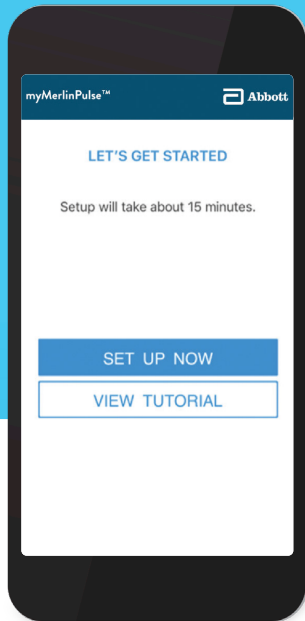 myMerlinPulse™ Abbott
LET'S GET STARTED
Setup will take about 15 minutes.
SET UP NOW
VIEW TUTORIAL